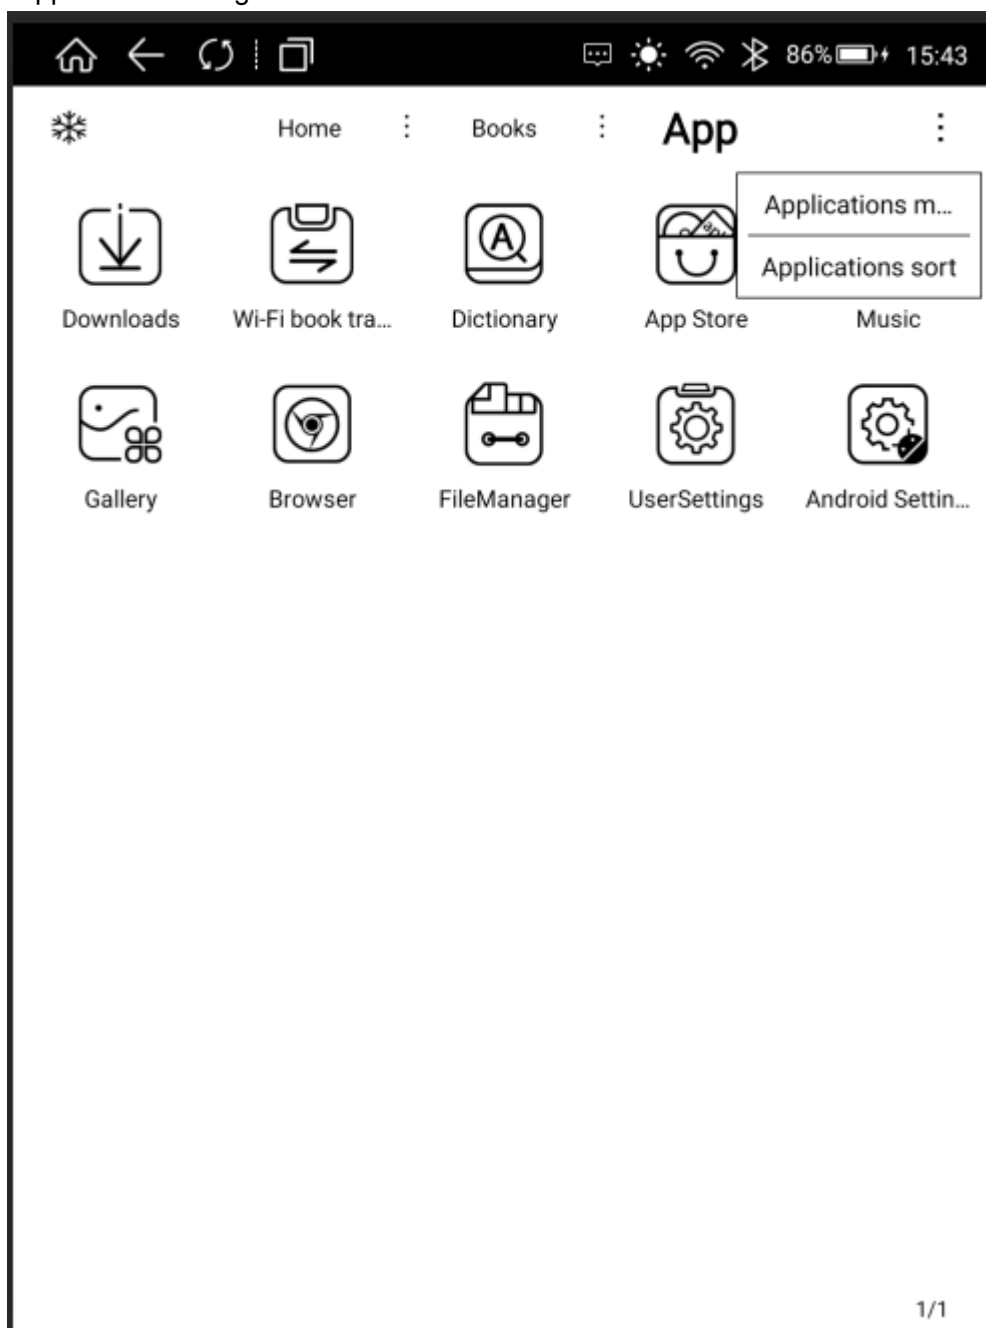 86% 15:43
Home Books App
Applications m...
Applications sort
Downloads Wi-Fi book tra... Dictionary App Store Music
Gallery Browser FileManager UserSettings Android Settin...
1/1